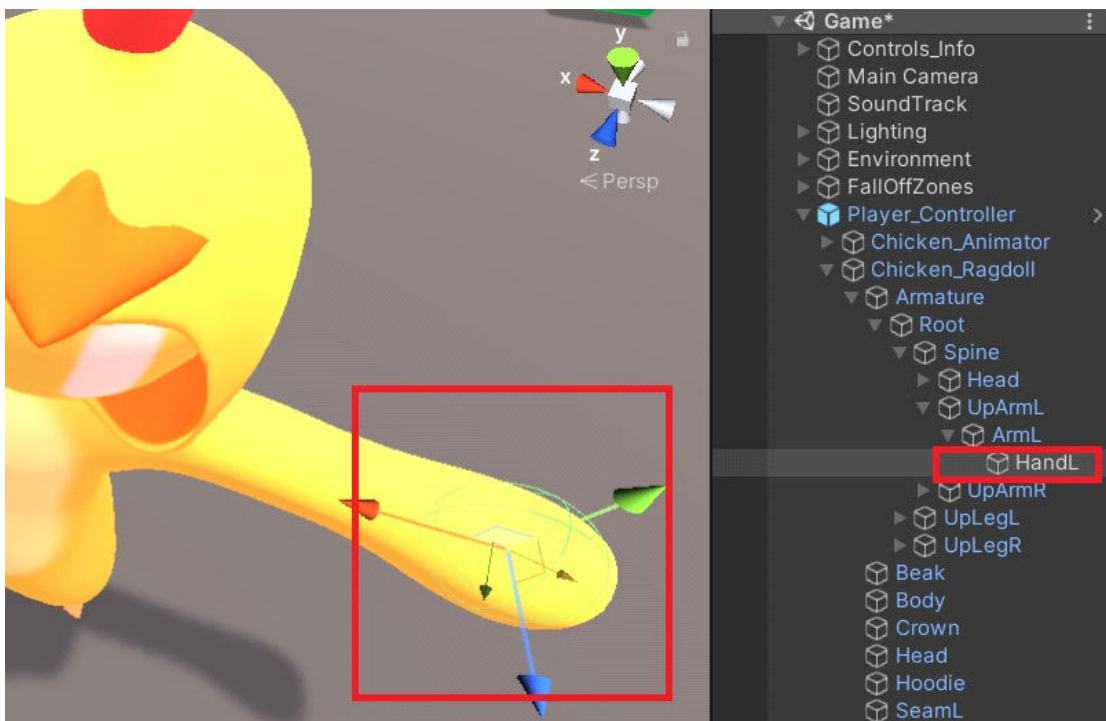 y
x
z
Persp
Game*
Controls_Info
Main Camera
SoundTrack
Lighting
Environment
FallOffZones
Player_Controller
Chicken_Animator
Chicken_Ragdoll
Armature
Root
Spine
Head
UpArmL
ArmL
HandL
UpArmR
UpLegL
UpLegR
Beak
Body
Crown
Head
Hoodie
SeamL